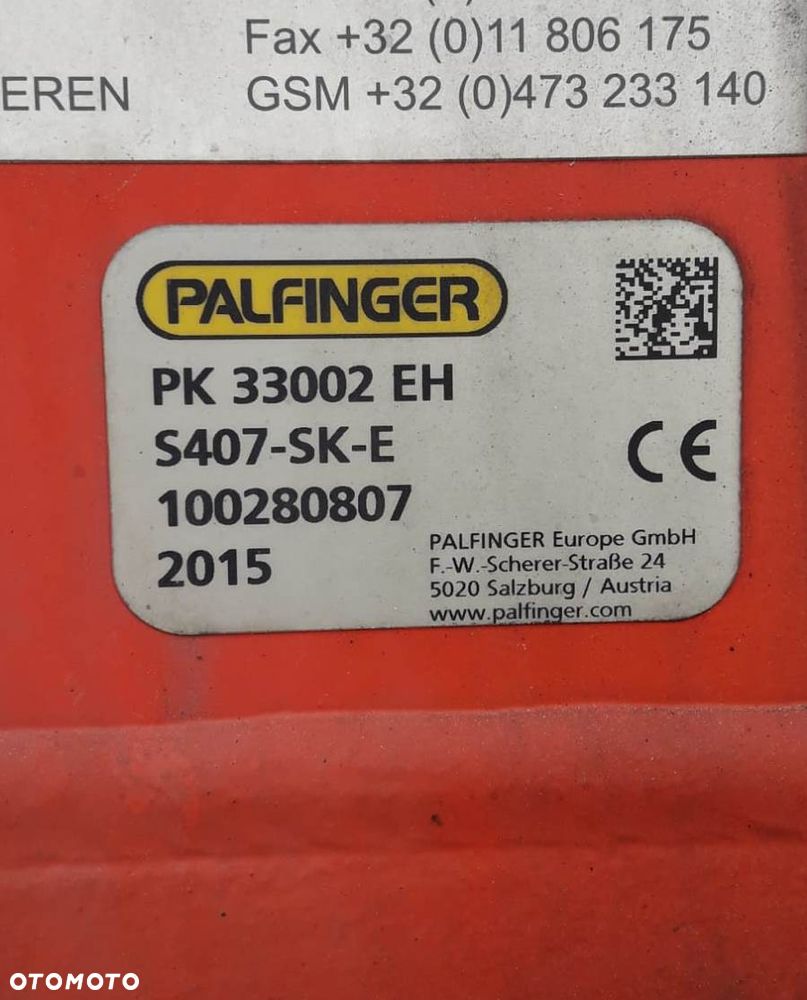 Fax +32 (0)11 806 175
EREN GSM +32 (0)473 233 140
PALFINGER
PK 33002 EH
S407-SK-E
CE
100280807
2015
PALFINGER Europe GmbH
F.-W.-Scherer-Straße 24
5020 Salzburg / Austria
www.palfinger.com
OTOMOTO